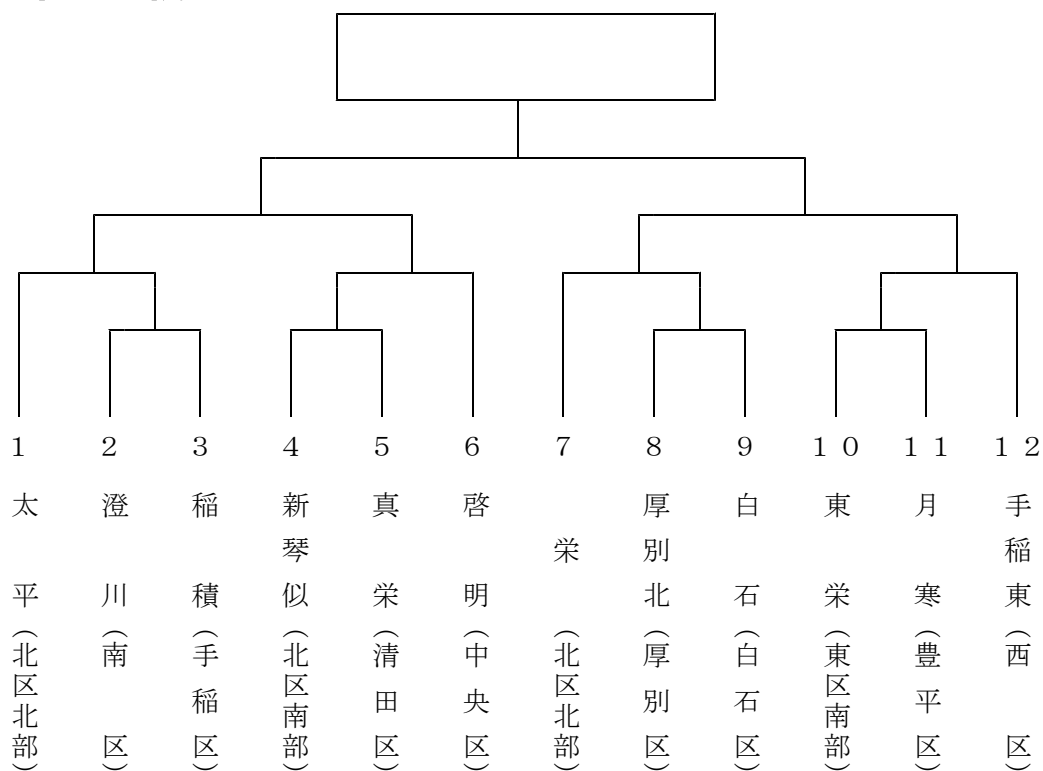 1 太平(北区北部)
2 澄川(南区)
3 稲積(手稲区)
4 新琴似(北区南部)
5 真栄(清田区)
6 啓明(中央区)
7 栄(北区北部)
8 厚別北(厚別区)
9 白石(白石区)
10 東栄(東区南部)
11 月寒(豊平区)
12 手稲東(西区)